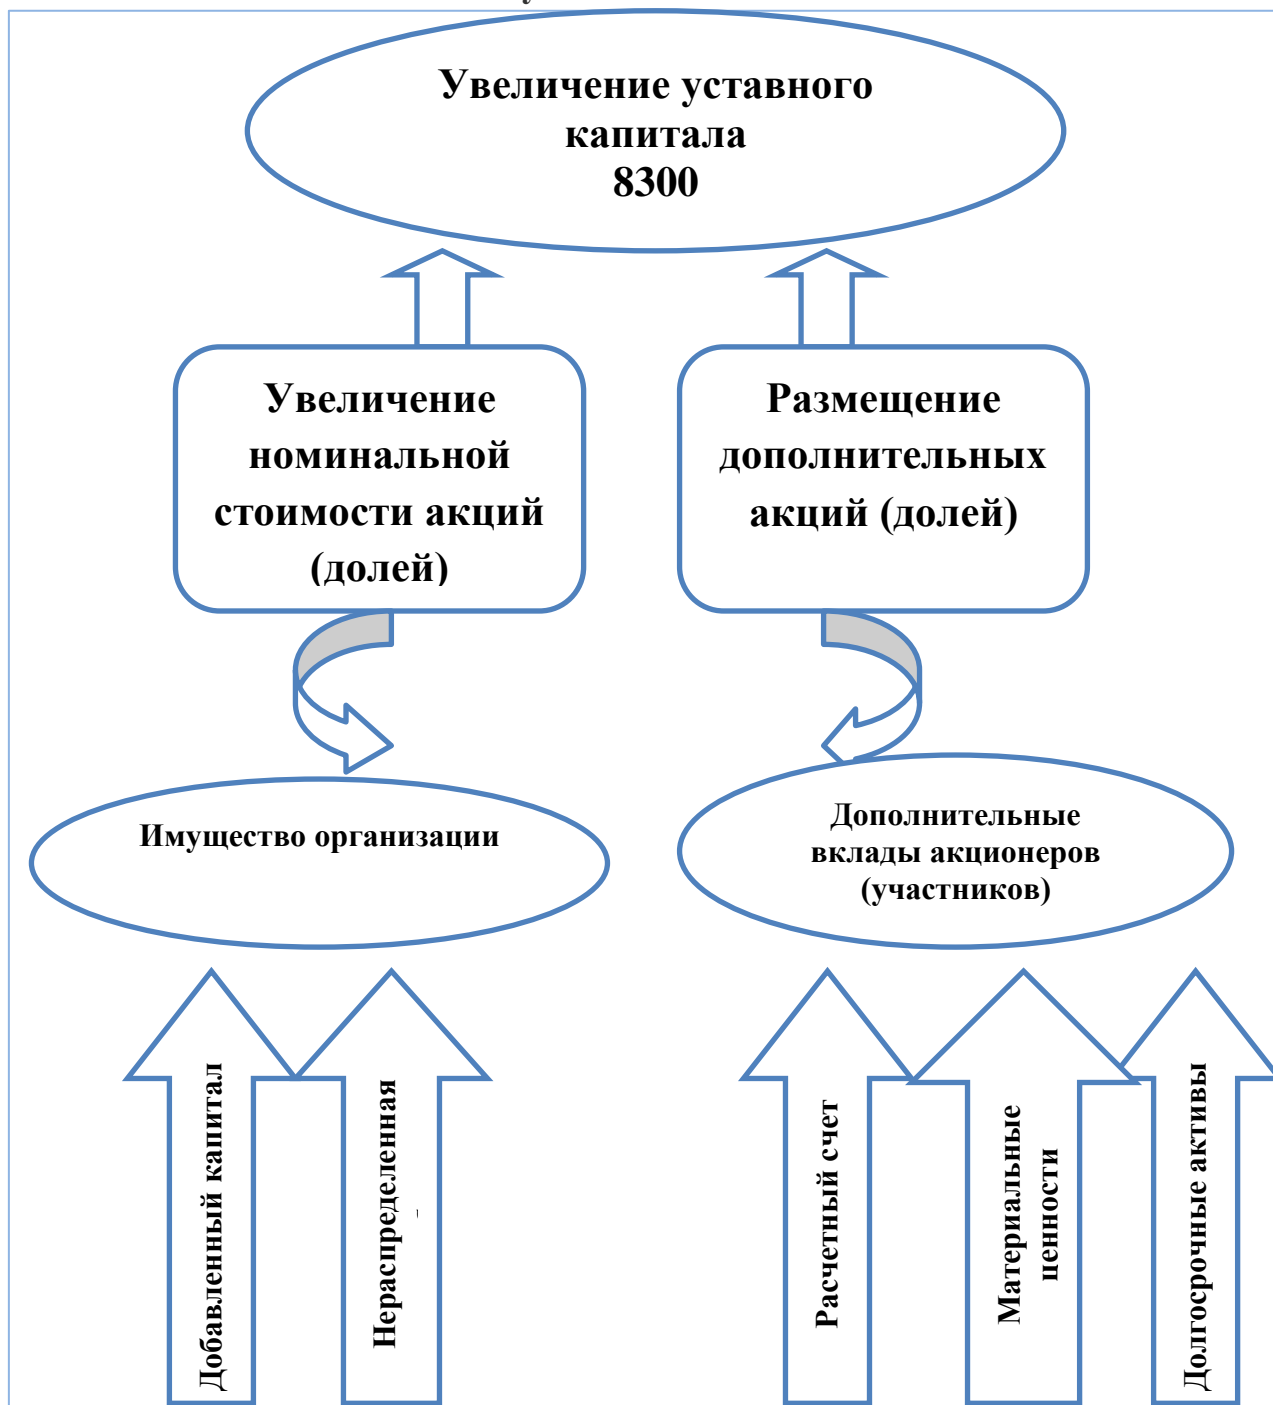 Увеличение уставного
капитала
8300
Увеличение
номинальной
стоимости акций
(долей)
Размещение
дополнительных
акций (долей)
Имущество организации
Дополнительные
вклады акционеров
(участников)
Добавленный капитал
Нераспределенная
Расчетный счет
Материальные
ценности
Долгосрочные активы